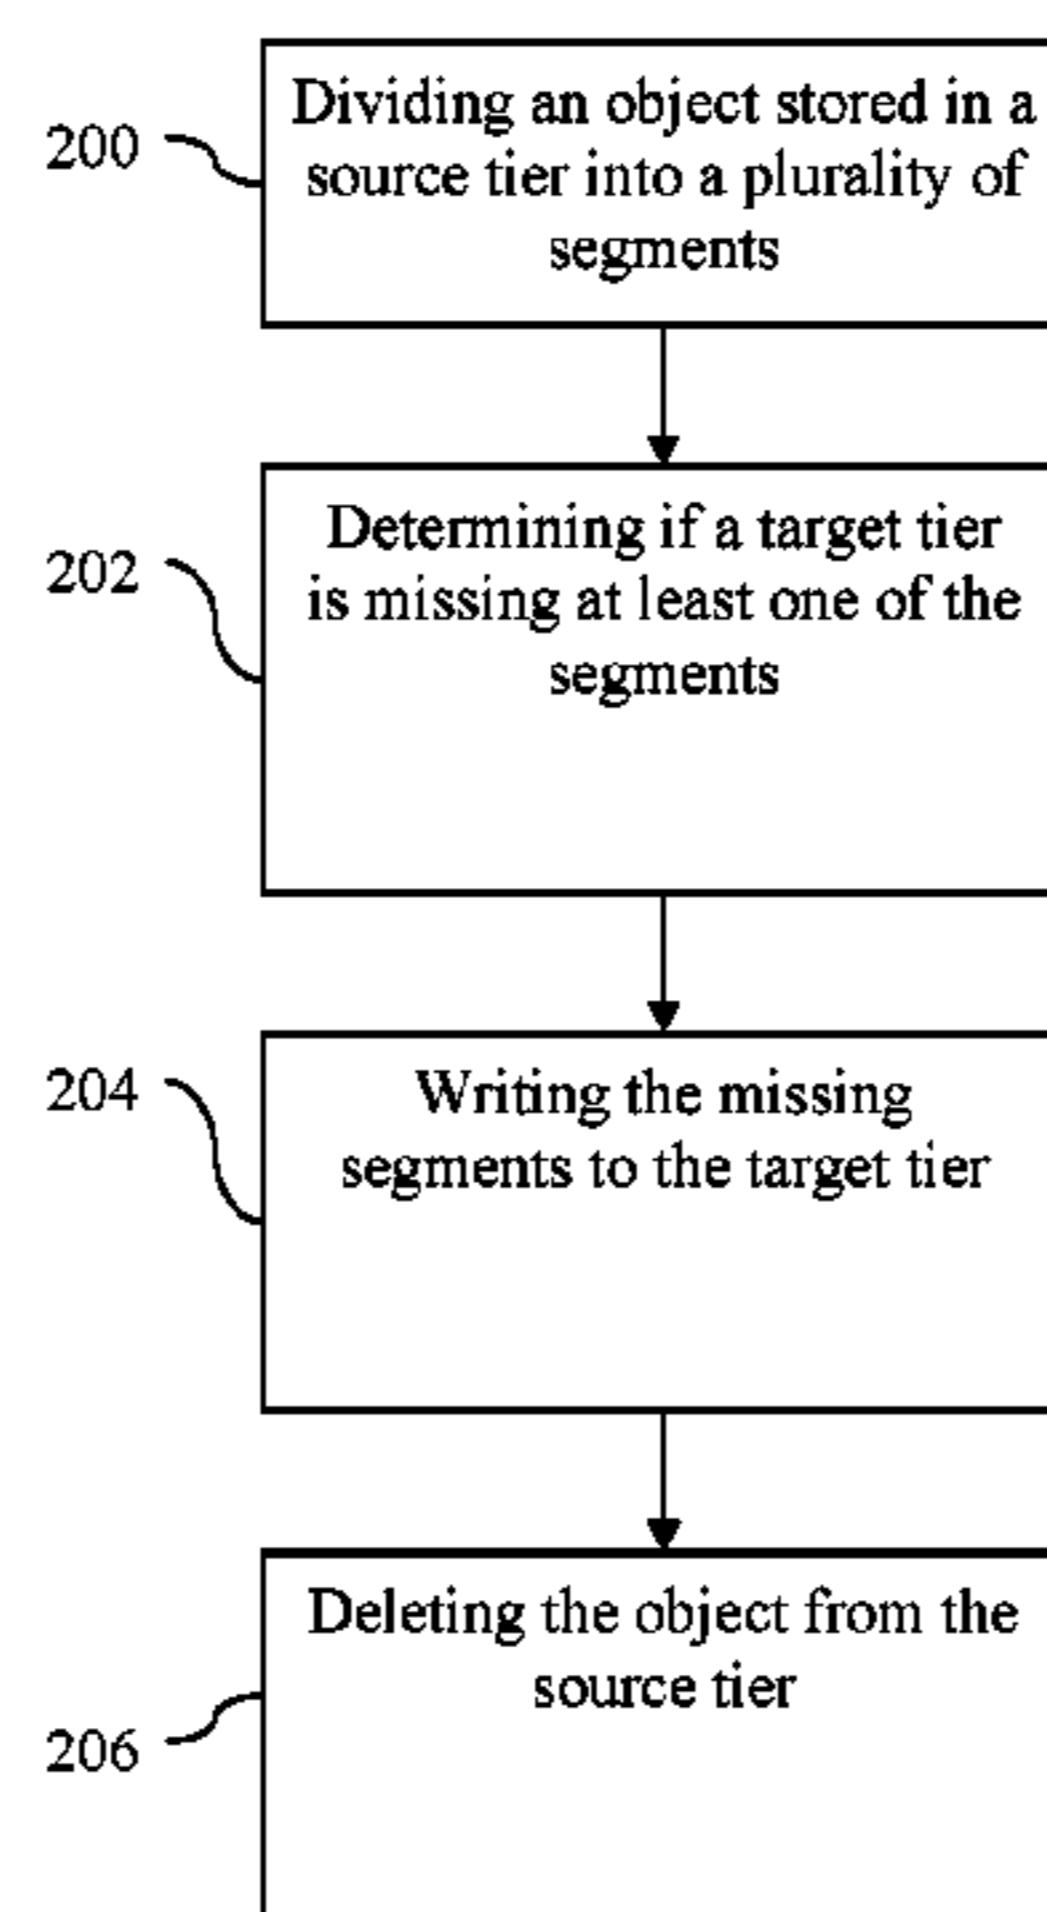 200
Dividing an object stored in a
source tier into a plurality of
segments
202
Determining if a target tier
is missing at least one of the
segments
204
Writing the missing
segments to the target tier
Deleting the object from the
source tier
206